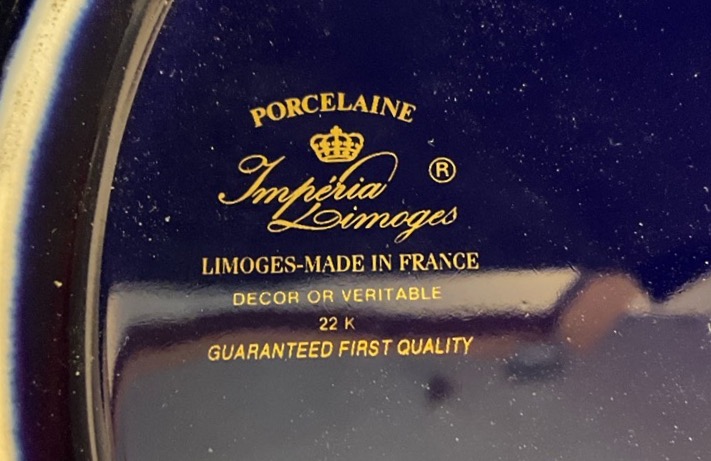 PORCELAINE
Impéria ®
Limoges
LIMOGES-MADE IN FRANCE
DECOR OR VERITABLE
22 K
GUARANTEED FIRST QUALITY